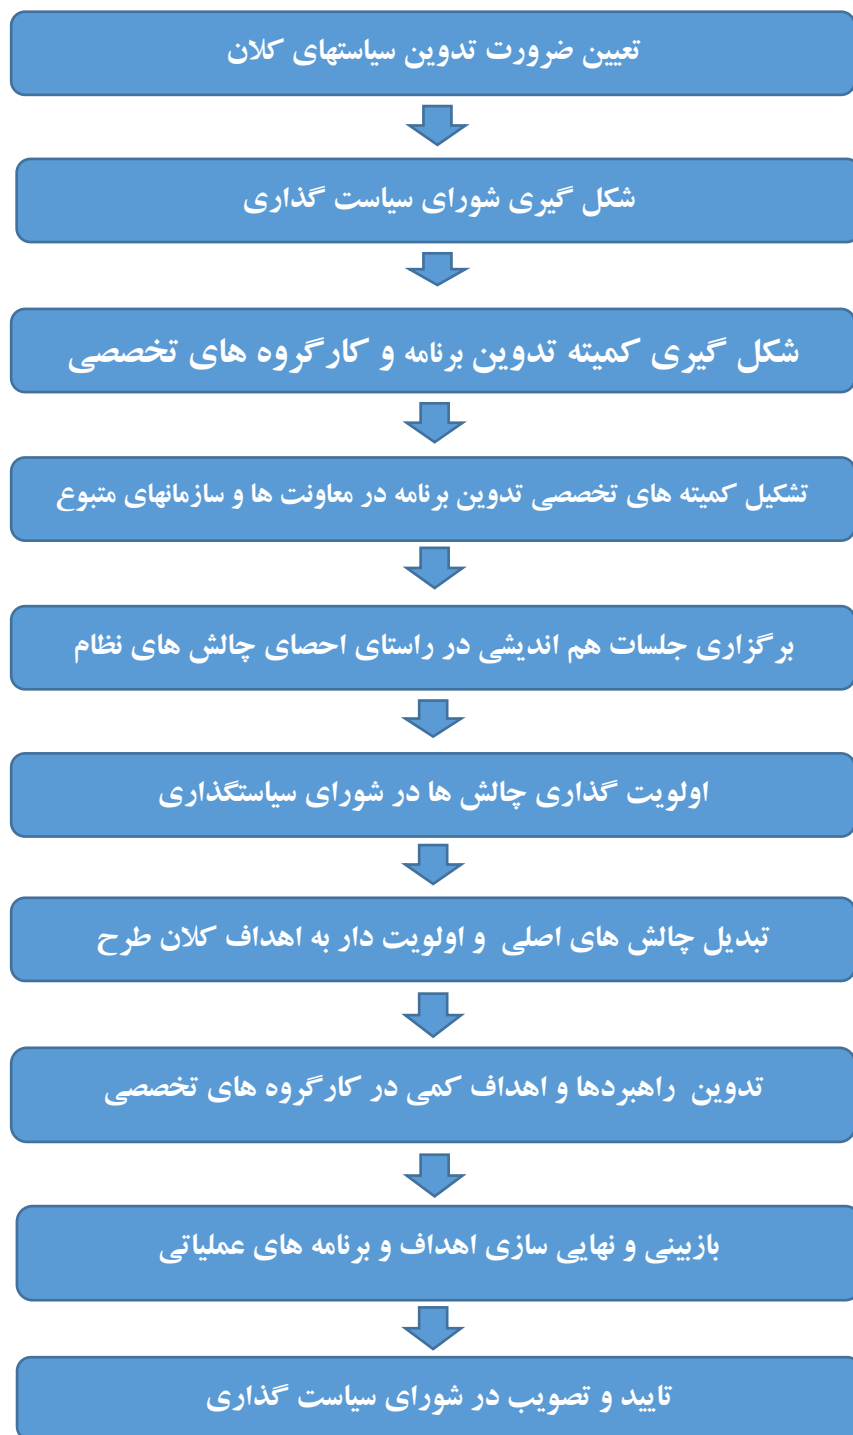 تعیین ضرورت تدوین سیاستهای کلان
شکل گیری شورای سیاست گذاری
شکل گیری کمیته تدوین برنامه و کارگروه های تخصصی
تشکیل کمیته های تخصصی تدوین برنامه در معاونت ها و سازمانهای متبوع
برگزاری جلسات هم اندیشی در راستای احصای چالش های نظام
اولویت گذاری چالش ها در شورای سیاستگذاری
تبدیل چالش های اصلی و اولویت دار به اهداف کلان طرح
تدوین راهبردها و اهداف کمی در کارگروه های تخصصی
بازبینی و نهایی سازی اهداف و برنامه های عملیاتی
تایید و تصویب در شورای سیاست گذاری